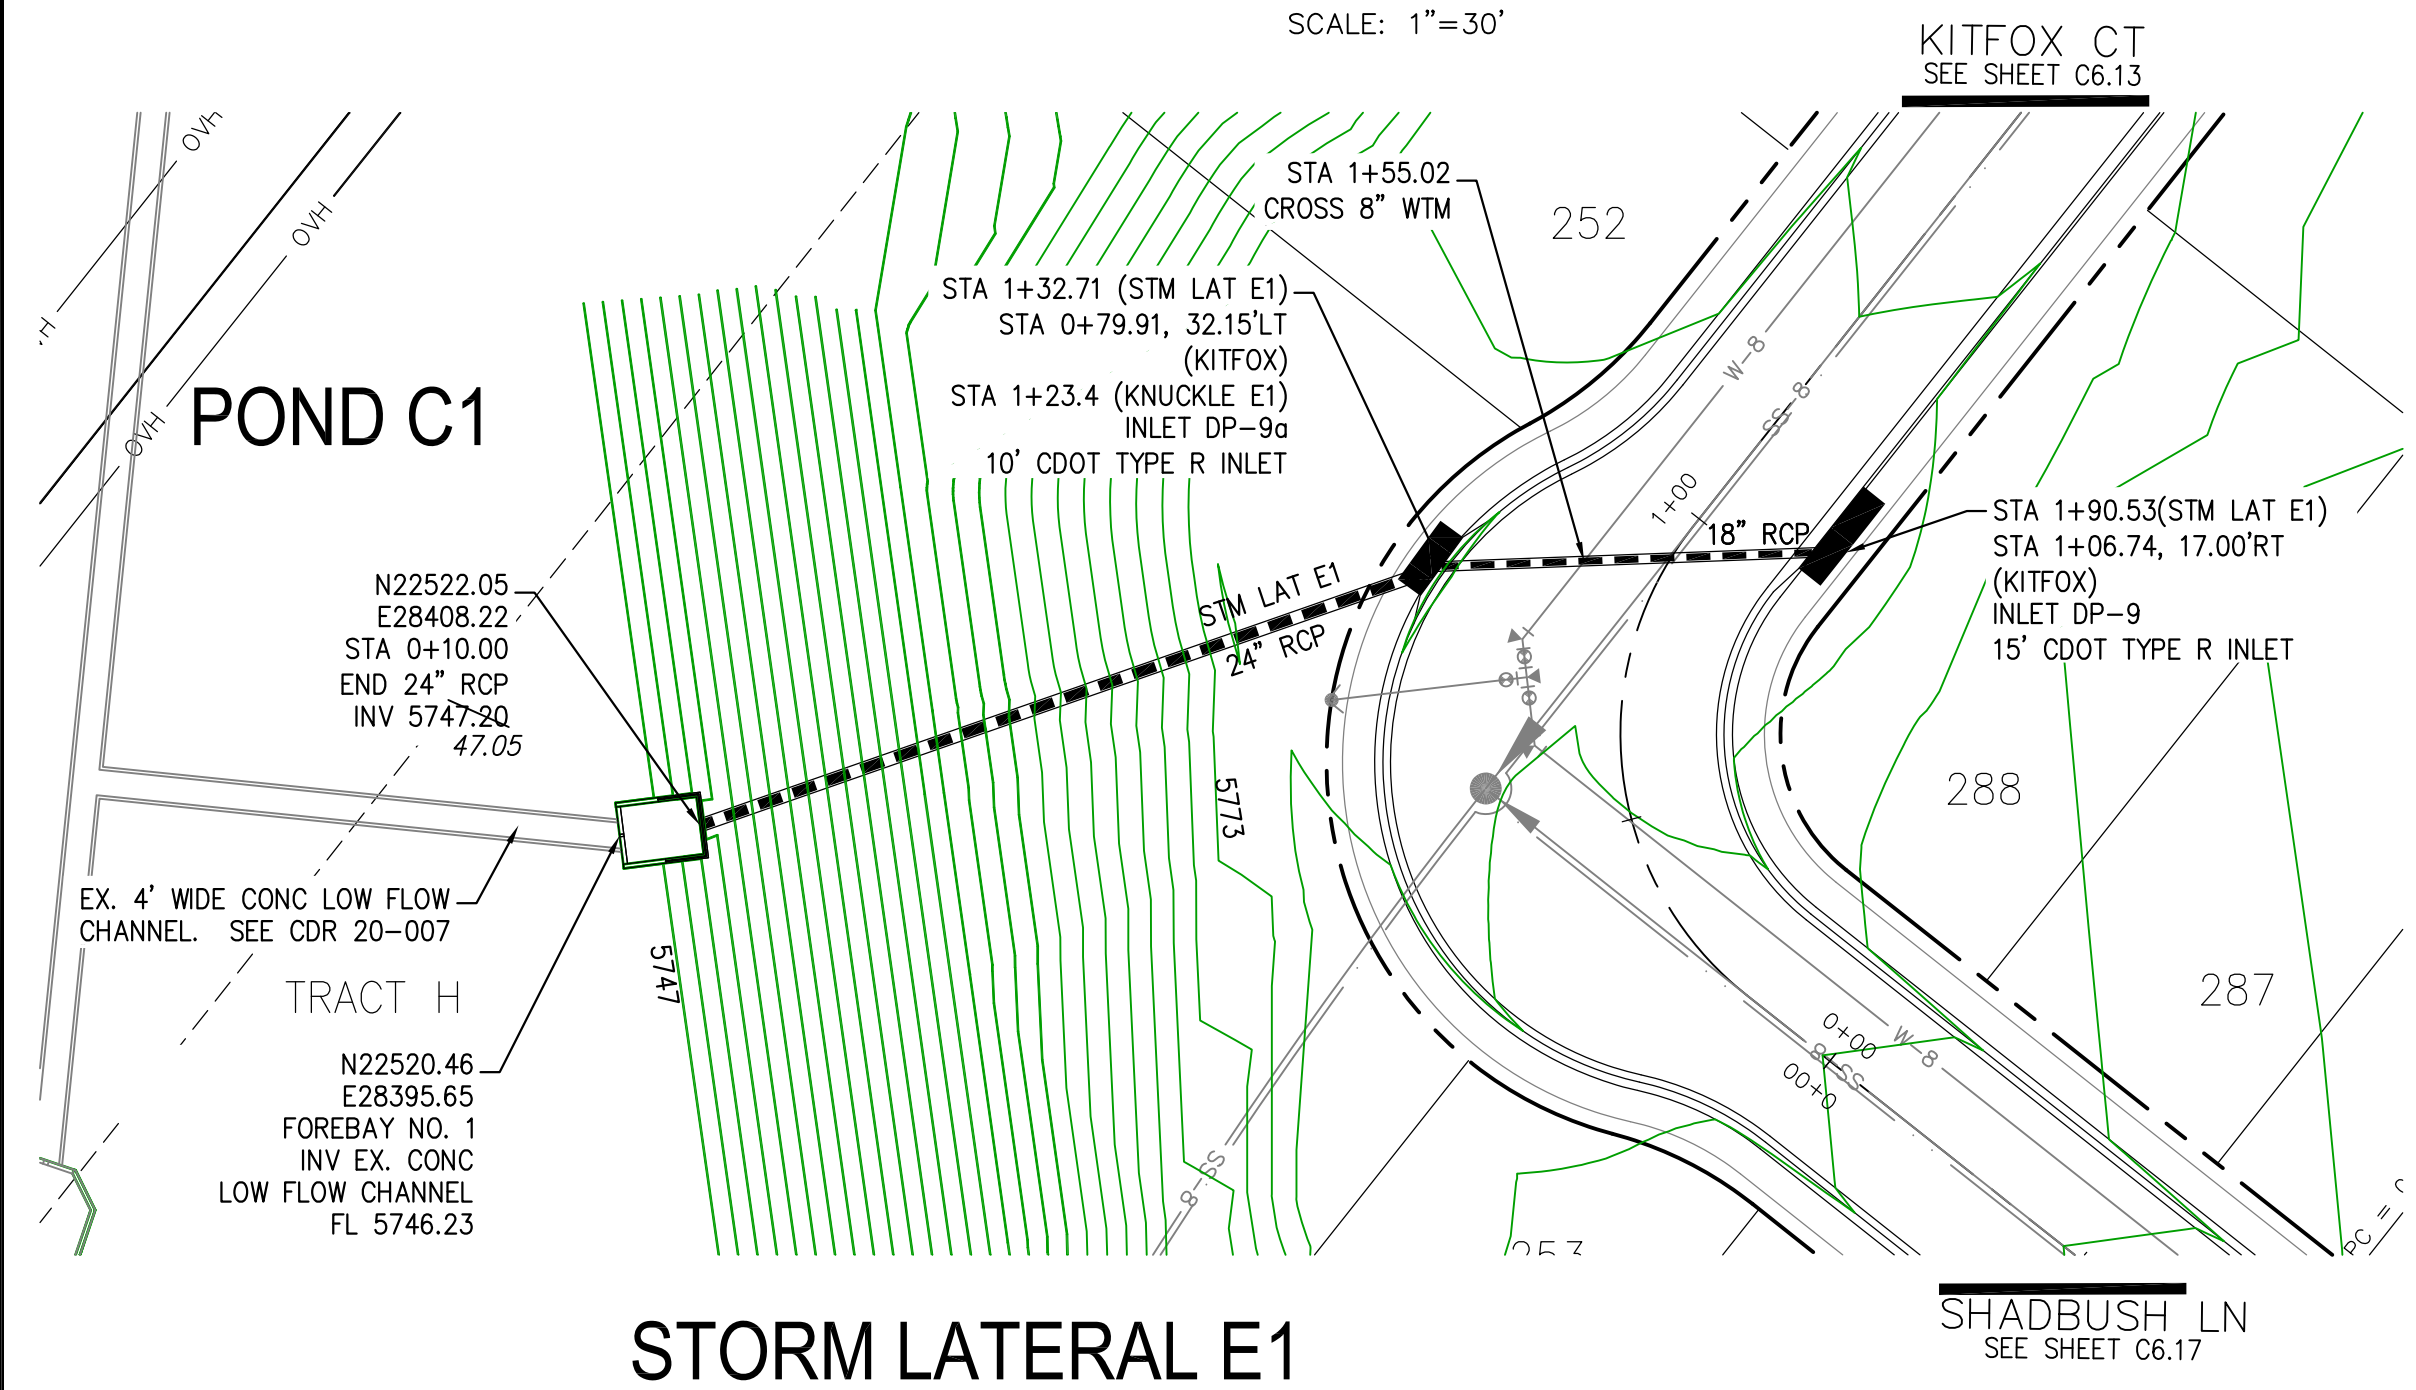 SCALE: 1"=30'
KITFOX CT
SEE SHEET C6.13
OVH
OVH
OVH
STA 1+55.02
CROSS 8" WTM
252
STA 1+32.71 (STM LAT E1)
STA 0+79.91, 32.15'LT
(KITFOX)
STA 1+23.4 (KNUCKLE E1)
INLET DP-9a
10' CDOT TYPE R INLET
W-8
SS-8
POND C1
1+00
18" RCP
STA 1+90.53(STM LAT E1)
STA 1+06.74, 17.00'RT
(KITFOX)
INLET DP-9
15' CDOT TYPE R INLET
N22522.05
E28408.22
STA 0+10.00
END 24" RCP
INV 5747.20
47.05
STM LAT E1
24" RCP
5773
288
EX. 4' WIDE CONC LOW FLOW
CHANNEL. SEE CDR 20-007
5747
TRACT H
287
0+00
W-8
8-SS
0+00
N22520.46
E28395.65
FOREBAY NO. 1
INV EX. CONC
LOW FLOW CHANNEL
FL 5746.23
8-SS
253
PC =
STORM LATERAL E1
SHADBUSH LN
SEE SHEET C6.17